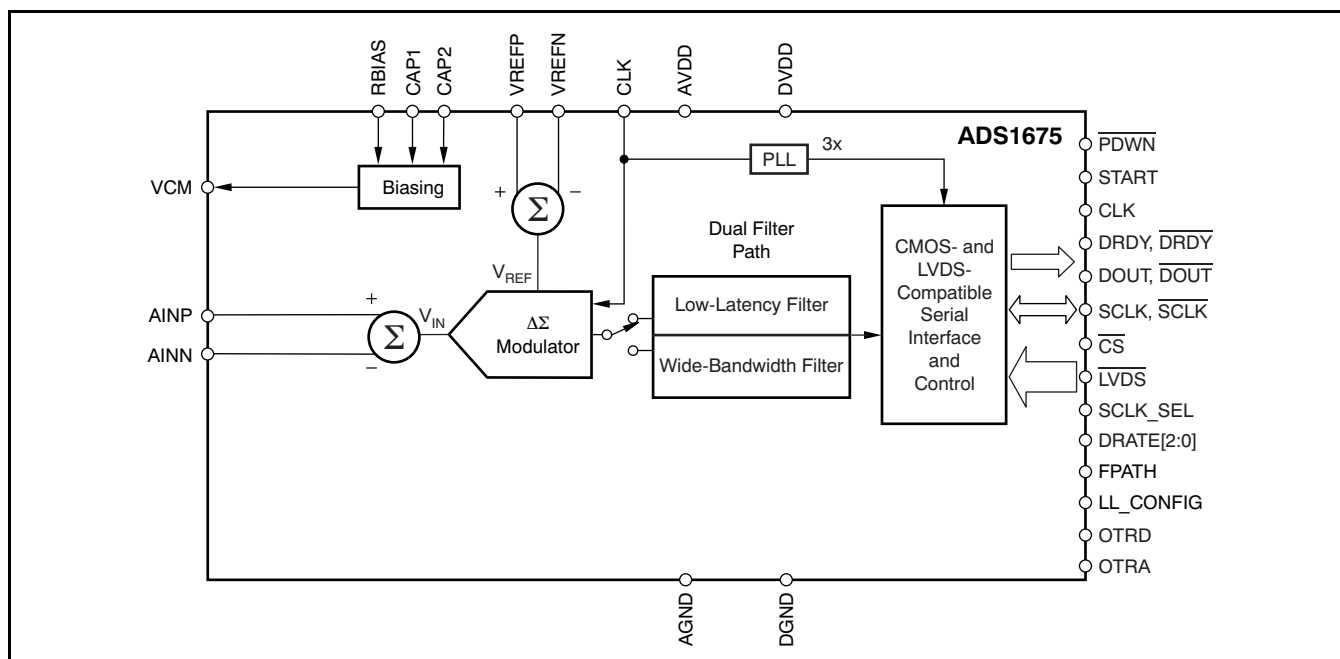 RBIAS
CAP1
CAP2
VREFP
VREFN
CLK
AVDD
DVDD
ADS1675
PLL
3x
VCM
Biasing
+
−
Σ
VREF
Dual Filter
Path
AINP
AINN
+
−
Σ
VIN
ΔΣ
Modulator
Low-Latency Filter
Wide-Bandwidth Filter
CMOS- and
LVDS-
Compatible
Serial
Interface
and
Control
PDWN
START
CLK
DRDY, DRDY
DOUT, DOUT
SCLK, SCLK
CS
LVDS
SCLK_SEL
DRATE[2:0]
FPATH
LL_CONFIG
OTRD
OTRA
AGND
DGND